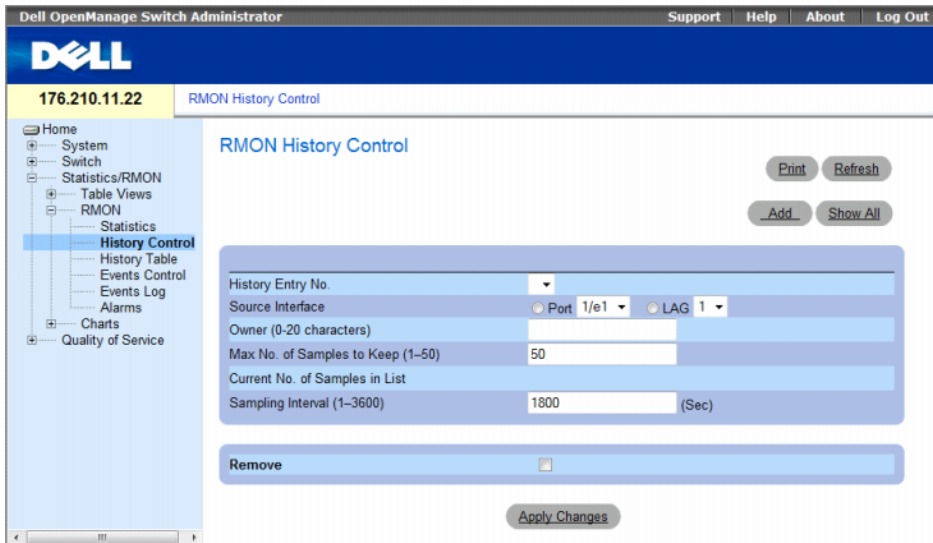 Dell OpenManage Switch Administrator
Support | Help | About | Log Out
DELL
176.210.11.22
RMON History Control
Home
System
Switch
Statistics/RMON
Table Views
RMON
Statistics
History Control
History Table
Events Control
Events Log
Alarms
Charts
Quality of Service
RMON History Control
Print Refresh
Add Show All
History Entry No.
Source Interface Port 1/e1 LAG 1
Owner (0-20 characters)
Max No. of Samples to Keep (1–50) 50
Current No. of Samples in List
Sampling Interval (1–3600) 1800 (Sec)
Remove
Apply Changes